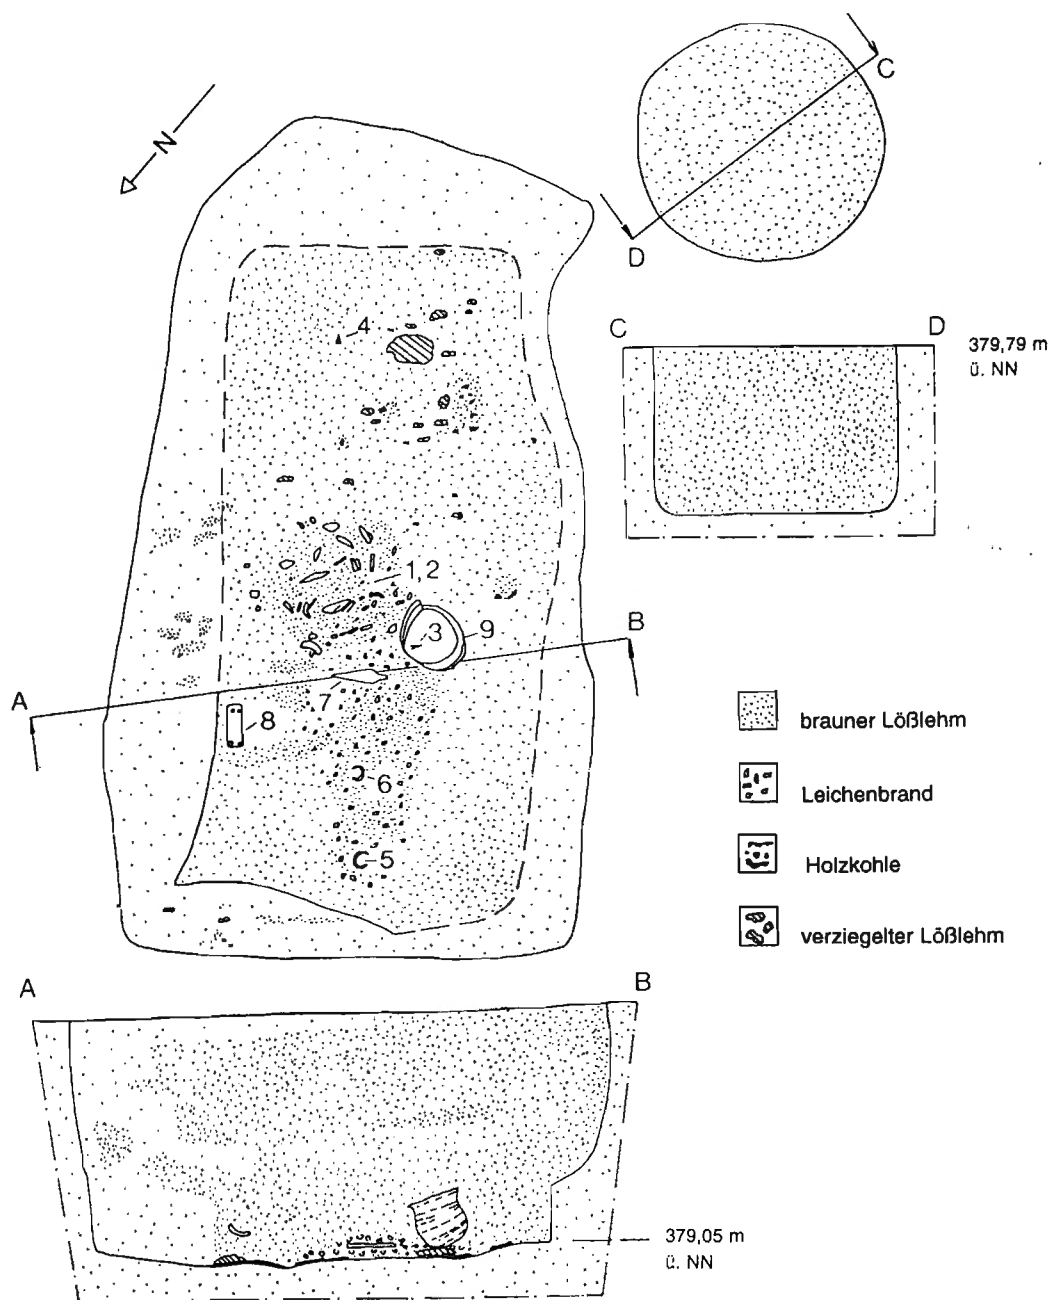 N
C
D
4
C D
379,79 m
ü. NN
1,2
3
9
B
A
7
8
6
5
brauner Lößlehm
Leichenbrand
Holzkohle
verziegelter Lößlehm
A B
379,05 m
ü. NN